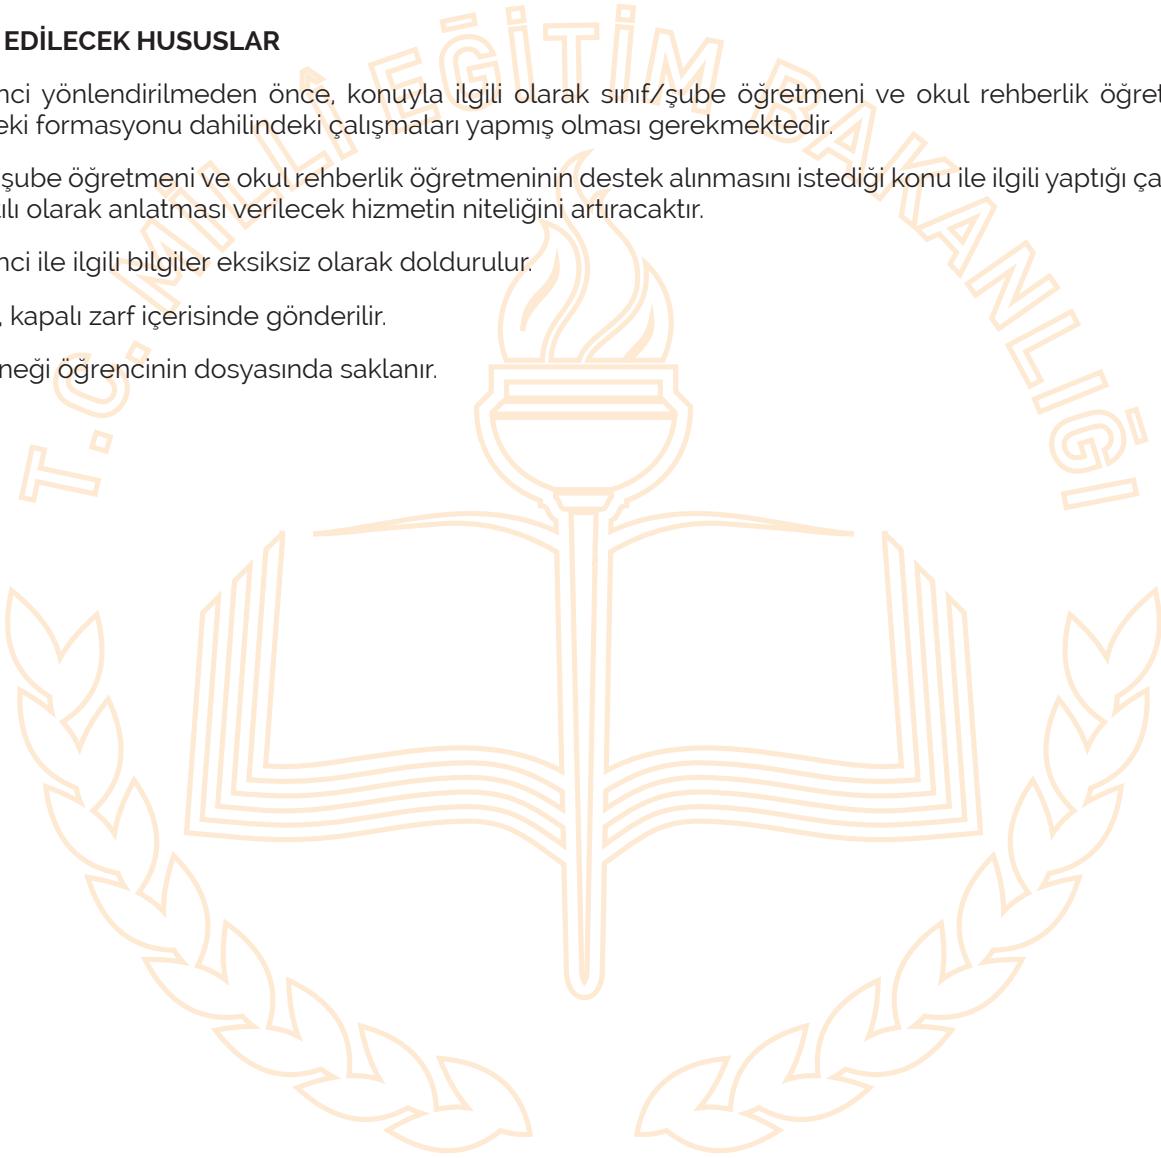 EDİLECEK HUSUSLAR
nci yönlendirilmeden önce, konuyla ilgili olarak sınıf/şube öğretmeni ve okul rehberlik öğret
eki formasyonu dahilindeki çalışmaları yapmış olması gerekmektedir.
şube öğretmeni ve okul rehberlik öğretmeninin destek alınmasını istediği konu ile ilgili yaptığı ça
ılı olarak anlatması verilecek hizmetin niteliğini artıracaktır.
nci ile ilgili bilgiler eksiksiz olarak doldurulur.
, kapalı zarf içerisinde gönderilir.
neği öğrencinin dosyasında saklanır.
T.C. MİLLÎ EĞİTİM BAKANLIĞI